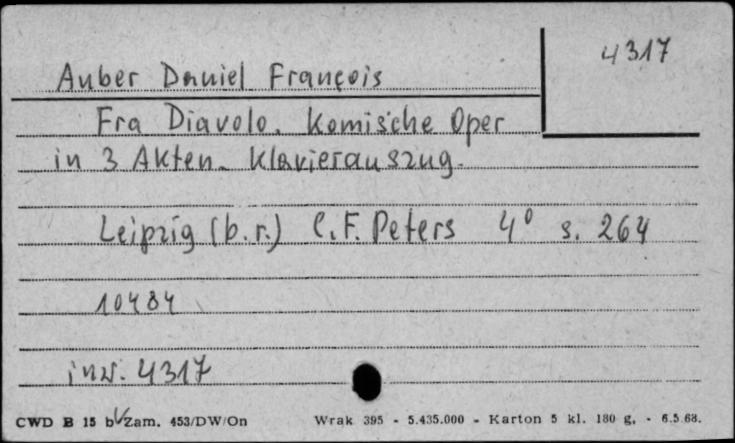 4317
Auber Daniel François
Fra Diavolo. Komische Oper
in 3 Akten. Klavierauszug.
Leipzig (b.r.) C.F. Peters 4° s. 264
10484
inw. 4317
CWD B 15 b/Zam. 453/DW/On Wrak 395 - 5.435.000 - Karton 5 kl. 180 g. - 6.5.68.